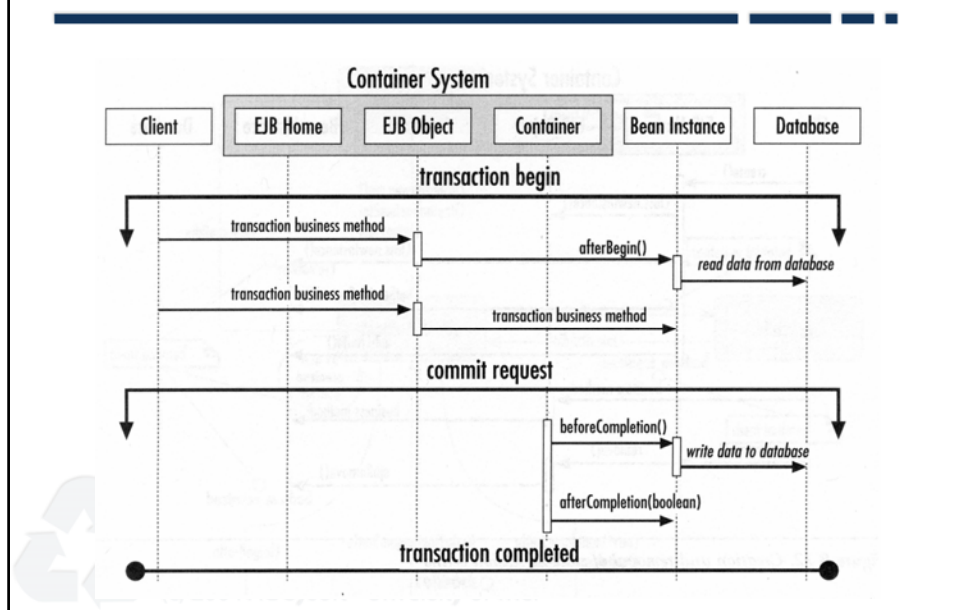 Container System
Client
EJB Home
EJB Object
Container
Bean Instance
Database
transaction begin
transaction business method
afterBegin()
read data from database
transaction business method
transaction business method
commit request
beforeCompletion()
write data to database
afterCompletion(boolean)
transaction completed